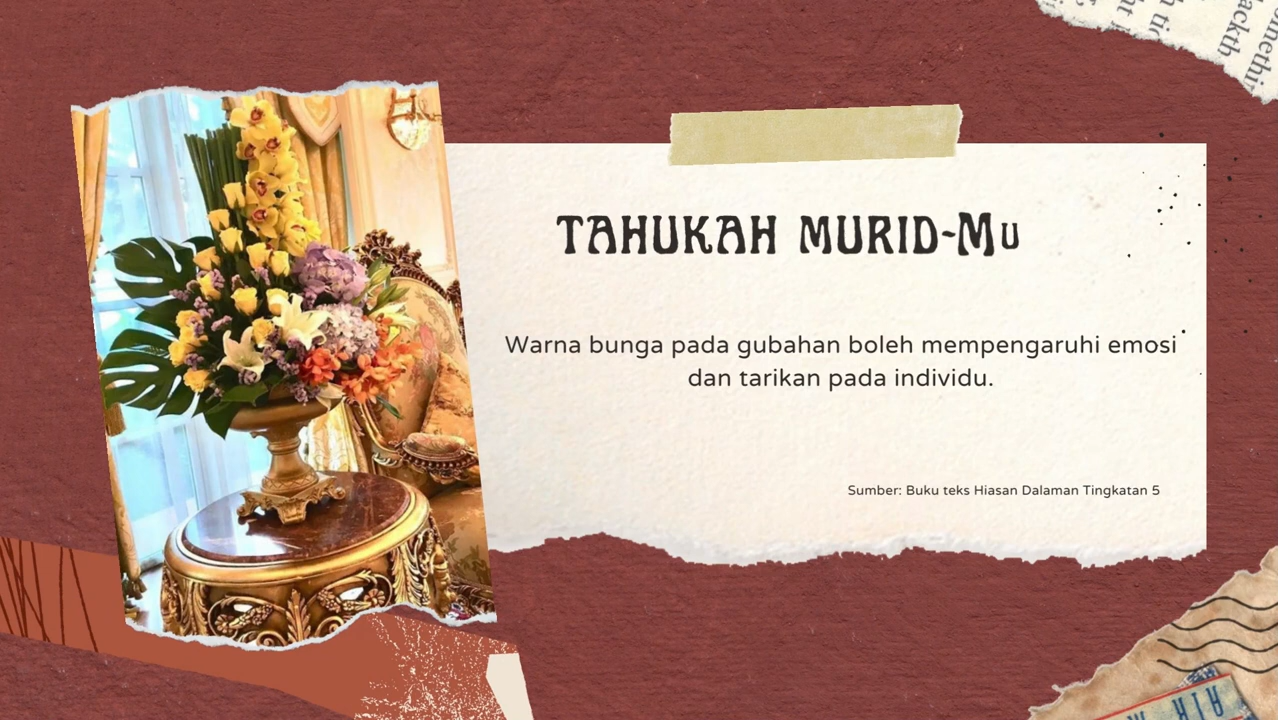 TAHUKAH MURID-Mu
Warna bunga pada gubahan boleh mempengaruhi emosi
dan tarikan pada individu.
Sumber: Buku teks Hiasan Dalaman Tingkatan 5
ackth